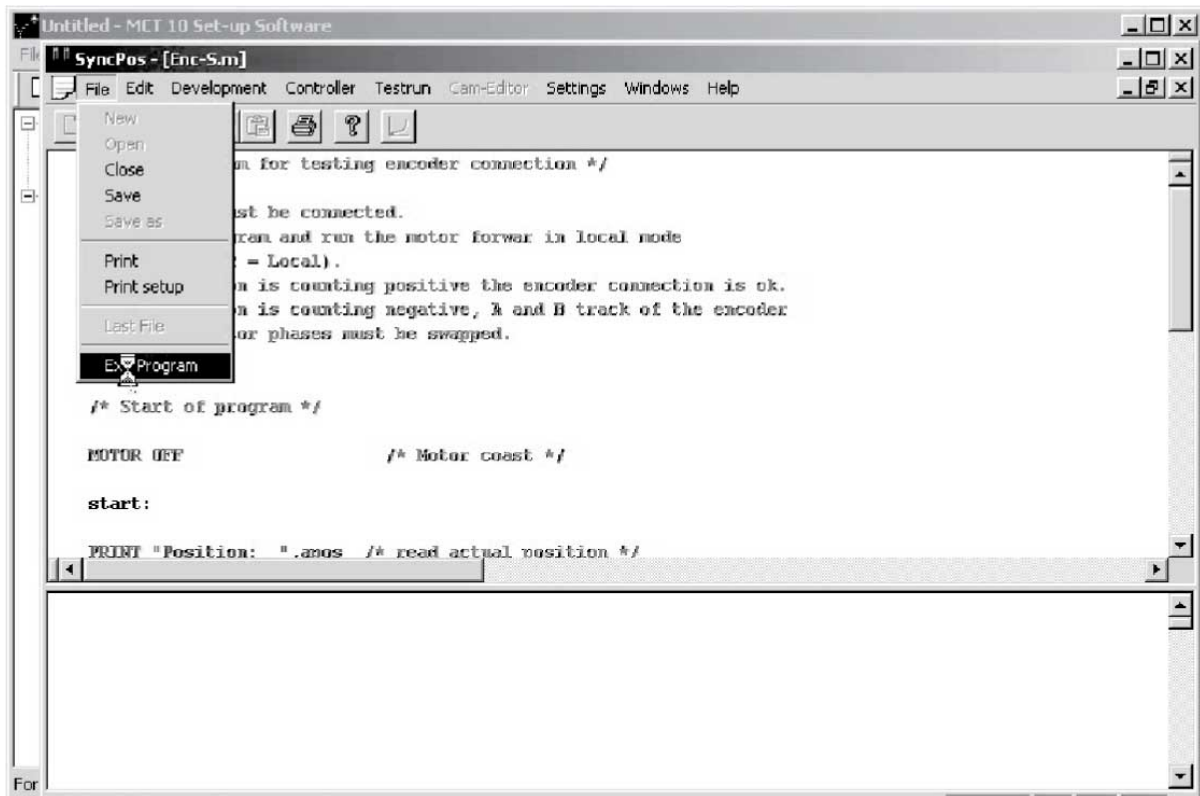 Untitled - MCT 10 Set-up Software
SyncPos - [Enc-S.m]
File Edit Development Controller Testrun Cam-Editor Settings Windows Help
New
Open
Close
Save
Save as
Print
Print setup
Last File
Program
for testing encoder connection */
be connected.
and run the motor forwar in local mode
= Local).
is counting positive the encoder connection is ok.
is counting negative, A and B track of the encoder
phases must be swapped.
/* Start of program */
MOTOR OFF /* Motor coast */
start:
PRINT "Position: ",apos /* read actual position */
For